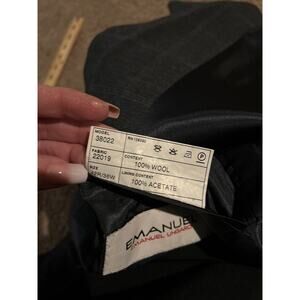 MODEL
38022
FABRIC
22019
CONTENT
100% WOOL
SIZE
LINING CONTENT
100% ACETATE
EMANUEL
EMANUEL UNGARO